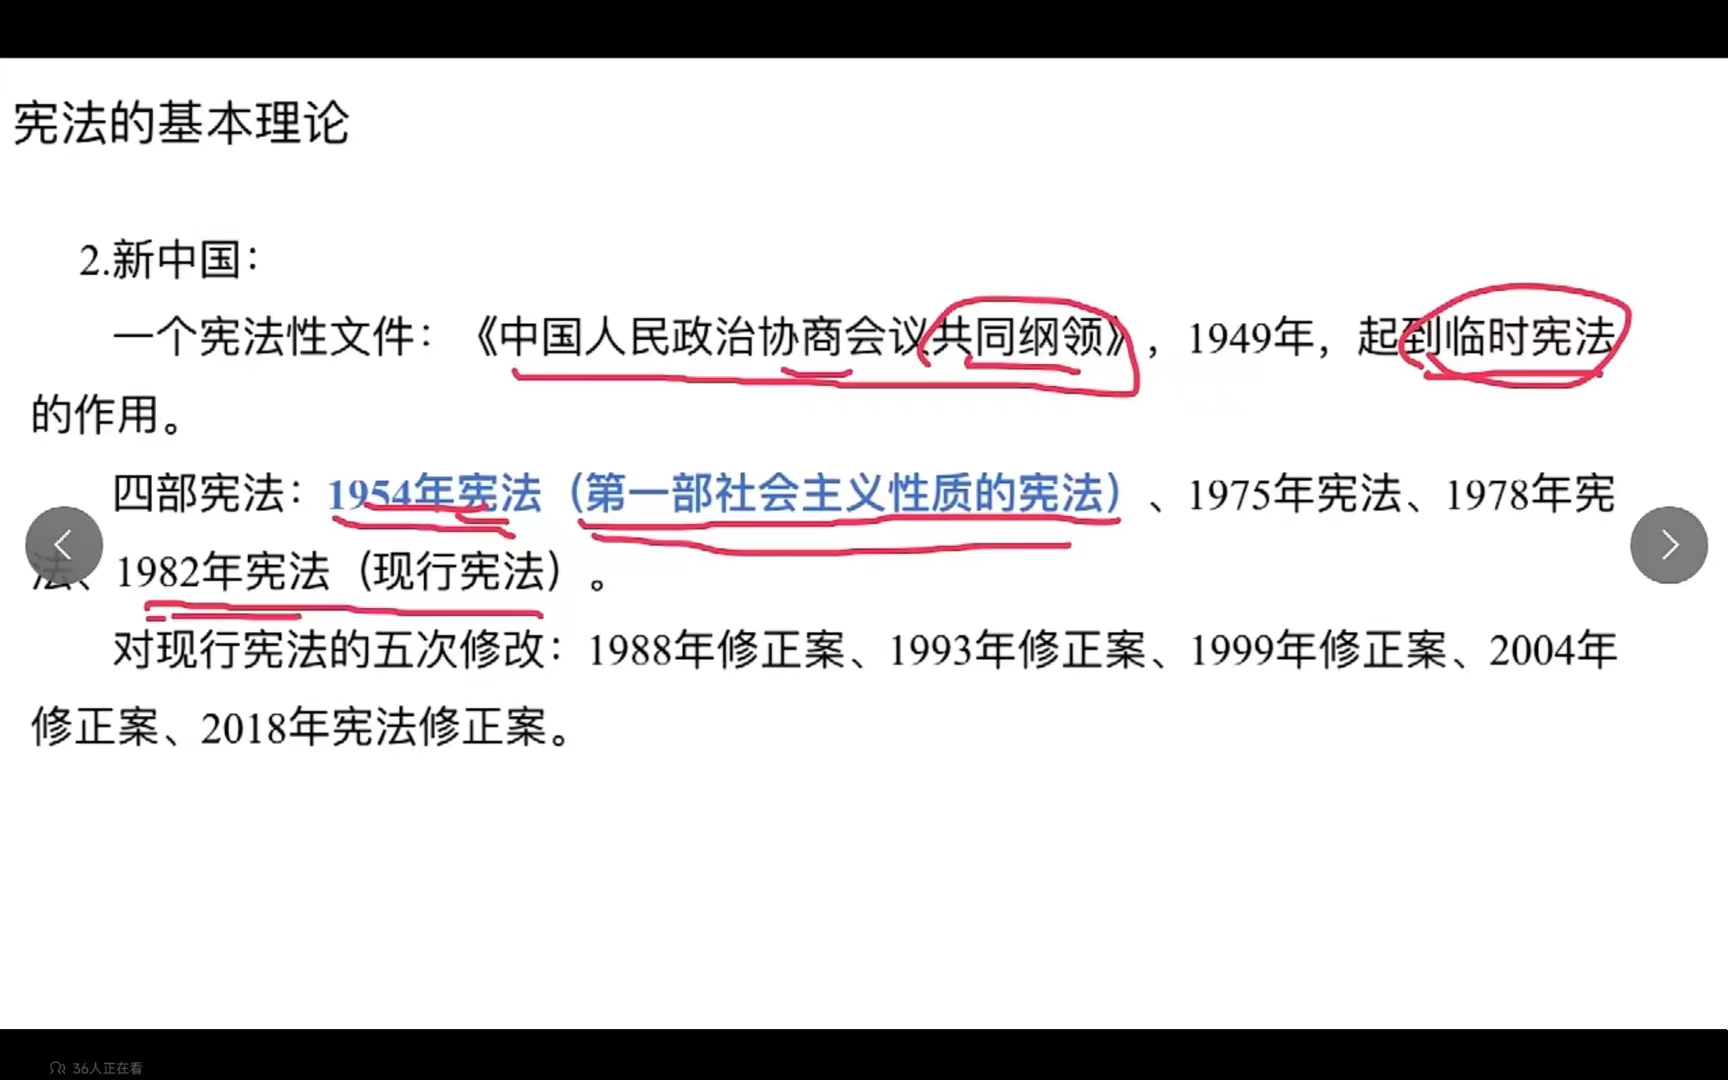 宪法的基本理论
2.新中国：
一个宪法性文件：《中国人民政治协商会议共同纲领》，1949年，起到临时宪法
的作用。
四部宪法：1954年宪法（第一部社会主义性质的宪法）、1975年宪法、1978年宪
法、1982年宪法（现行宪法）。
对现行宪法的五次修改：1988年修正案、1993年修正案、1999年修正案、2004年
修正案、2018年宪法修正案。
36人正在看